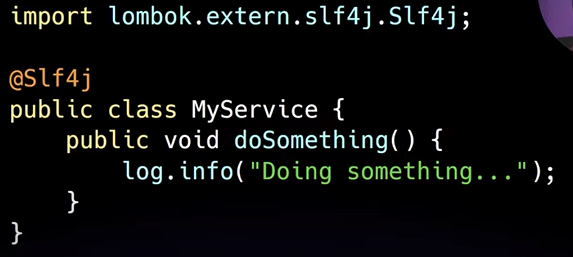 import lombok.extern.slf4j.Slf4j;
@Slf4j
public class MyService {
    public void doSomething() {
        log.info("Doing something...");
    }
}